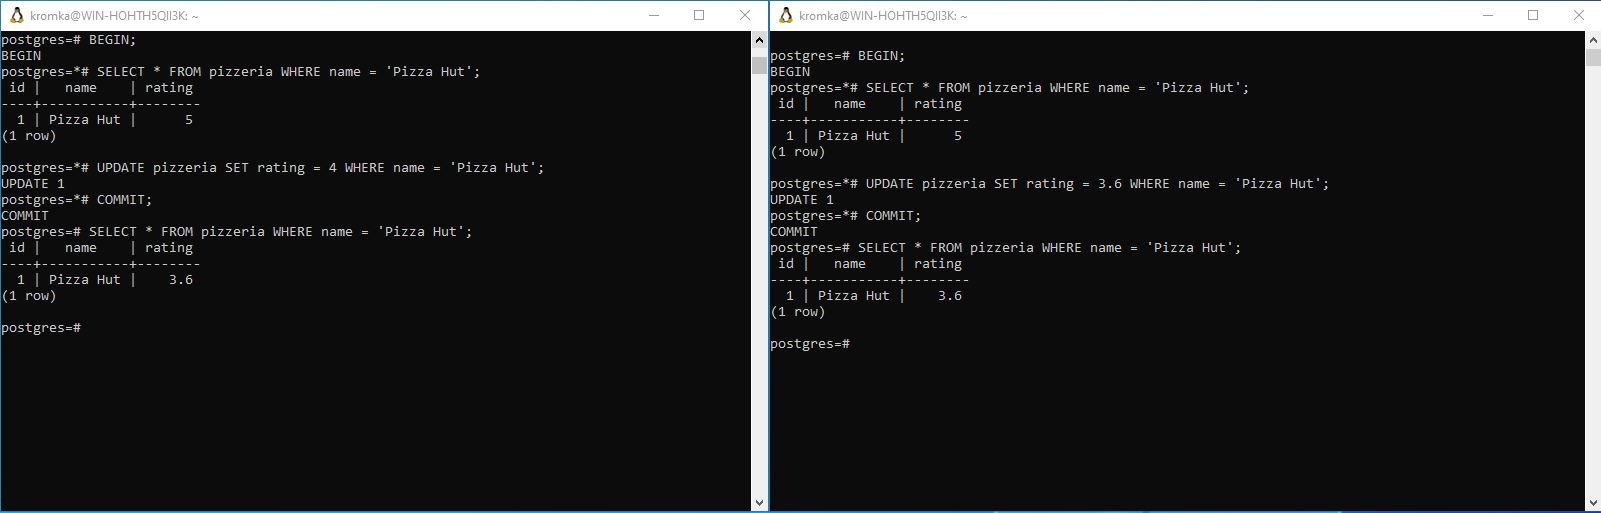 kromka@WIN-HOHTH5QII3K: ~
postgres=# BEGIN;
BEGIN
postgres=*# SELECT * FROM pizzeria WHERE name = 'Pizza Hut';
 id |   name    | rating
----+-----------+--------
  1 | Pizza Hut |      5
(1 row)

postgres=*# UPDATE pizzeria SET rating = 4 WHERE name = 'Pizza Hut';
UPDATE 1
postgres=*# COMMIT;
COMMIT
postgres=# SELECT * FROM pizzeria WHERE name = 'Pizza Hut';
 id |   name    | rating
----+-----------+--------
  1 | Pizza Hut |    3.6
(1 row)

postgres=#
kromka@WIN-HOHTH5QII3K: ~
postgres=# BEGIN;
BEGIN
postgres=*# SELECT * FROM pizzeria WHERE name = 'Pizza Hut';
 id |   name    | rating
----+-----------+--------
  1 | Pizza Hut |      5
(1 row)

postgres=*# UPDATE pizzeria SET rating = 3.6 WHERE name = 'Pizza Hut';
UPDATE 1
postgres=*# COMMIT;
COMMIT
postgres=# SELECT * FROM pizzeria WHERE name = 'Pizza Hut';
 id |   name    | rating
----+-----------+--------
  1 | Pizza Hut |    3.6
(1 row)

postgres=#